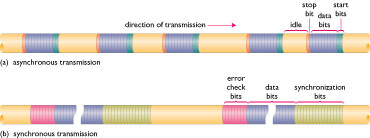 direction of transmission
idle
stop
bit
data
bits
start
bits
(a) asynchronous transmission
error
check
bits
data
bits
synchronization
bits
(b) synchronous transmission